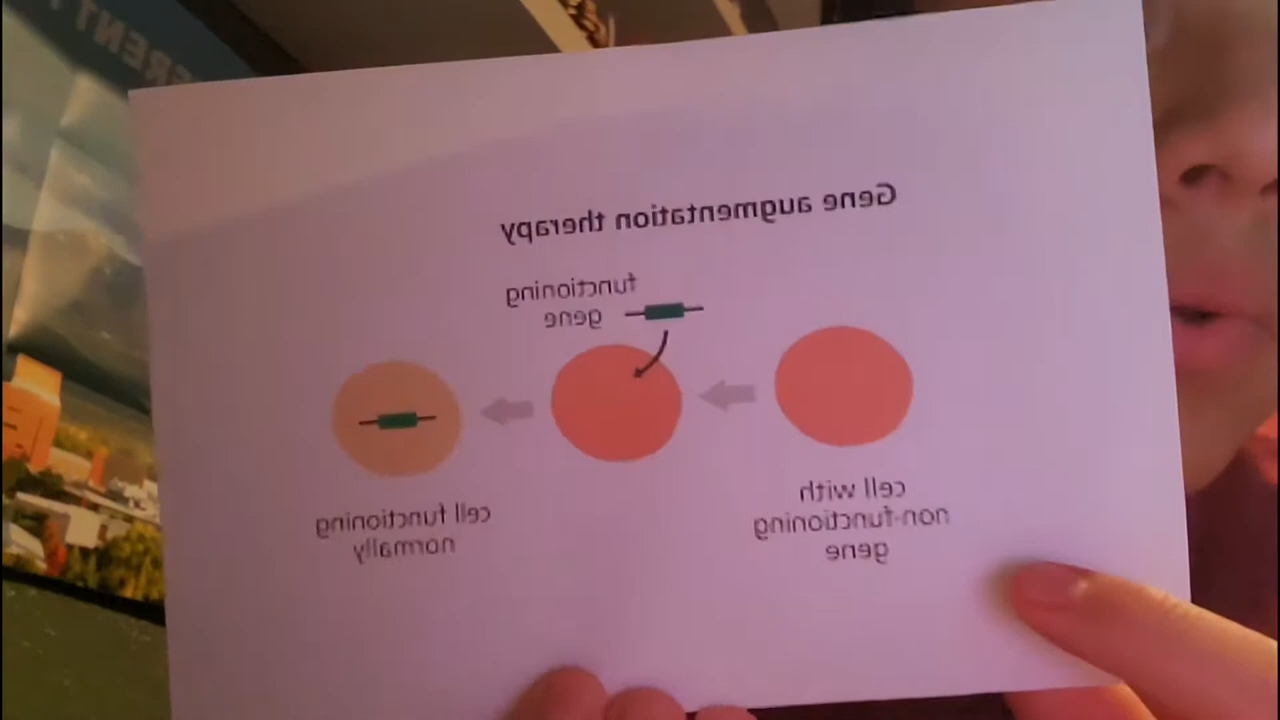 Gene augmentation therapy
functioning
gene
cell with
non-functioning
gene
cell functioning
normally